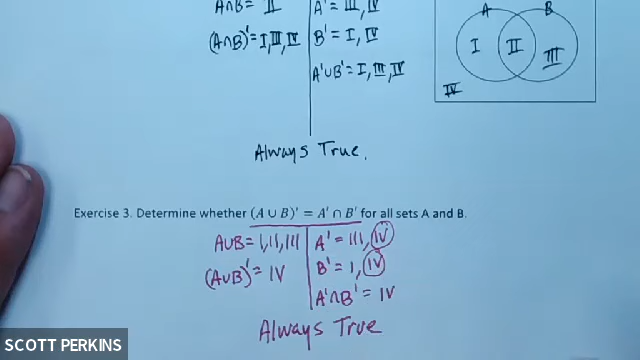 A∩B = II
A' = III, IV
(A∩B)' = I, III, IV
B' = I, IV
A'∪B' = I, III, IV
A B
I II III
IV
Always True.
Exercise 3. Determine whether (A ∪ B)' = A' ∩ B' for all sets A and B.
A∪B = I, II, III
A' = III, IV
(A∪B)' = IV
B' = I, IV
A'∩B' = IV
Always True
SCOTT PERKINS